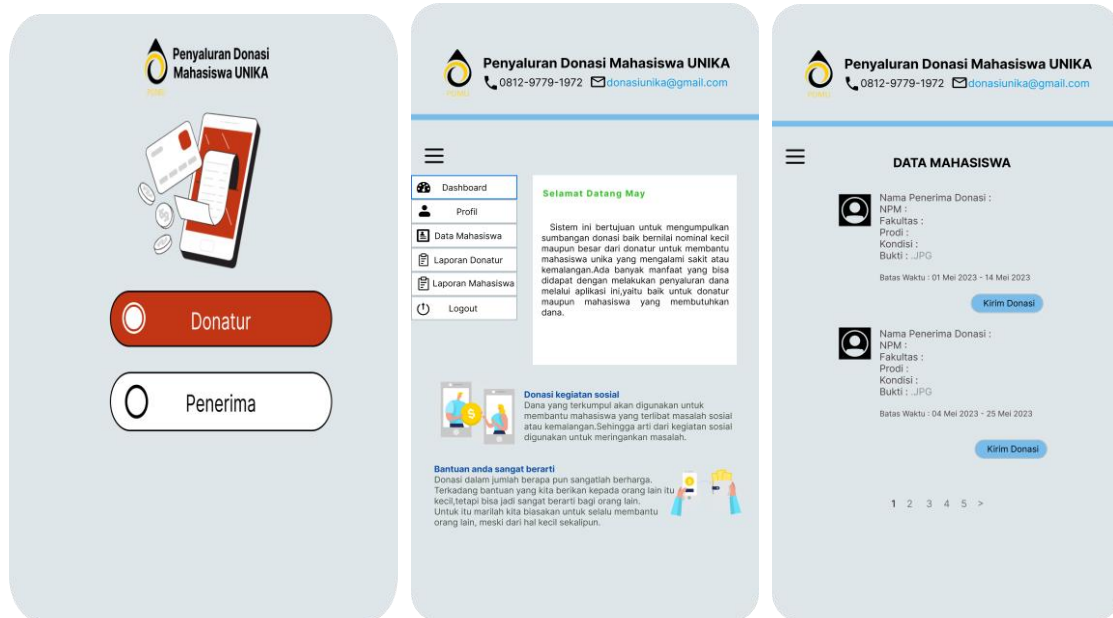 Penyaluran Donasi
Mahasiswa UNIKA
PDMU
Donatur
Penerima
Penyaluran Donasi Mahasiswa UNIKA
0812-9779-1972 donasiunika@gmail.com
PDMU
Dashboard
Profil
Data Mahasiswa
Laporan Donatur
Laporan Mahasiswa
Logout
Selamat Datang May
Sistem ini bertujuan untuk mengumpulkan
sumbangan donasi baik bernilai nominal kecil
maupun besar dari donatur untuk membantu
mahasiswa unika yang mengalami sakit atau
kemalangan.Ada banyak manfaat yang bisa
didapat dengan melakukan penyaluran dana
melalui aplikasi ini,yaitu baik untuk donatur
maupun mahasiswa yang membutuhkan
dana.
Donasi kegiatan sosial
Dana yang terkumpul akan digunakan untuk
membantu mahasiswa yang terlibat masalah sosial
atau kemalangan.Sehingga arti dari kegiatan sosial
digunakan untuk meringankan masalah.
Bantuan anda sangat berarti
Donasi dalam jumlah berapa pun sangatlah berharga.
Terkadang bantuan yang kita berikan kepada orang lain itu
kecil,tetapi bisa jadi sangat berarti bagi orang lain.
Untuk itu marilah kita biasakan untuk selalu membantu
orang lain, meski dari hal kecil sekalipun.
Penyaluran Donasi Mahasiswa UNIKA
0812-9779-1972 donasiunika@gmail.com
PDMU
DATA MAHASISWA
Nama Penerima Donasi :
NPM :
Fakultas :
Prodi :
Kondisi :
Bukti : .JPG
Batas Waktu : 01 Mei 2023 - 14 Mei 2023
Kirim Donasi
Nama Penerima Donasi :
NPM :
Fakultas :
Prodi :
Kondisi :
Bukti : .JPG
Batas Waktu : 04 Mei 2023 - 25 Mei 2023
Kirim Donasi
1 2 3 4 5 >